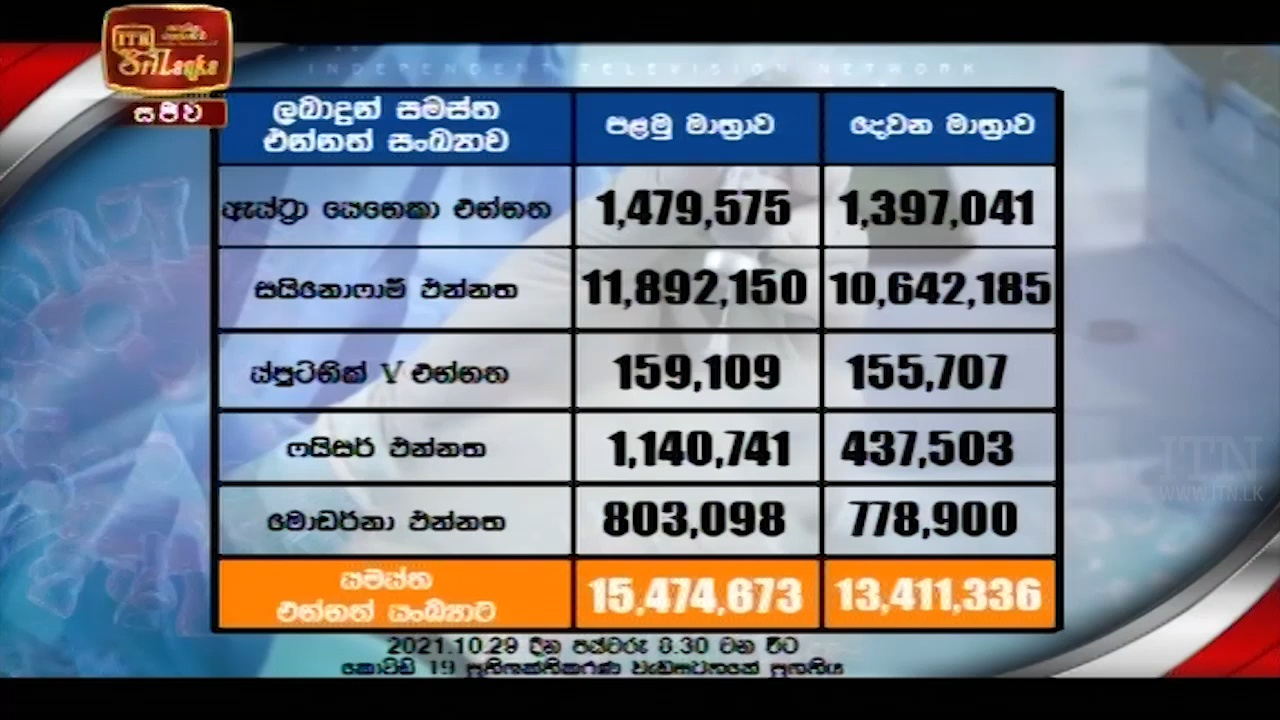 ITN
Sri Lanka
සජීව
INDEPENDENT TELEVISION NETWORK
ලබාදුන් සමස්ත එන්නත් සංඛ්‍යාව
පළමු මාත්‍රාව
දෙවන මාත්‍රාව
ඇස්ට්‍රා සෙනෙකා එන්නත 1,479,575 1,397,041
සයිනොෆාම් එන්නත 11,892,150 10,642,185
ස්පුට්නික් V එන්නත 159,109 155,707
ෆයිසර් එන්නත 1,140,741 437,503
මොඩර්නා එන්නත 803,098 778,900
සමස්ත
එන්නත් සංඛ්‍යාව 15,474,673 13,411,336
2021.10.29 දින පස්වරු 8.30 වන විට
කොවිඩ් 19 ප්‍රතිශක්තිකරණ වැඩසටහනේ ප්‍රගතිය
ITN
WWW.ITN.LK